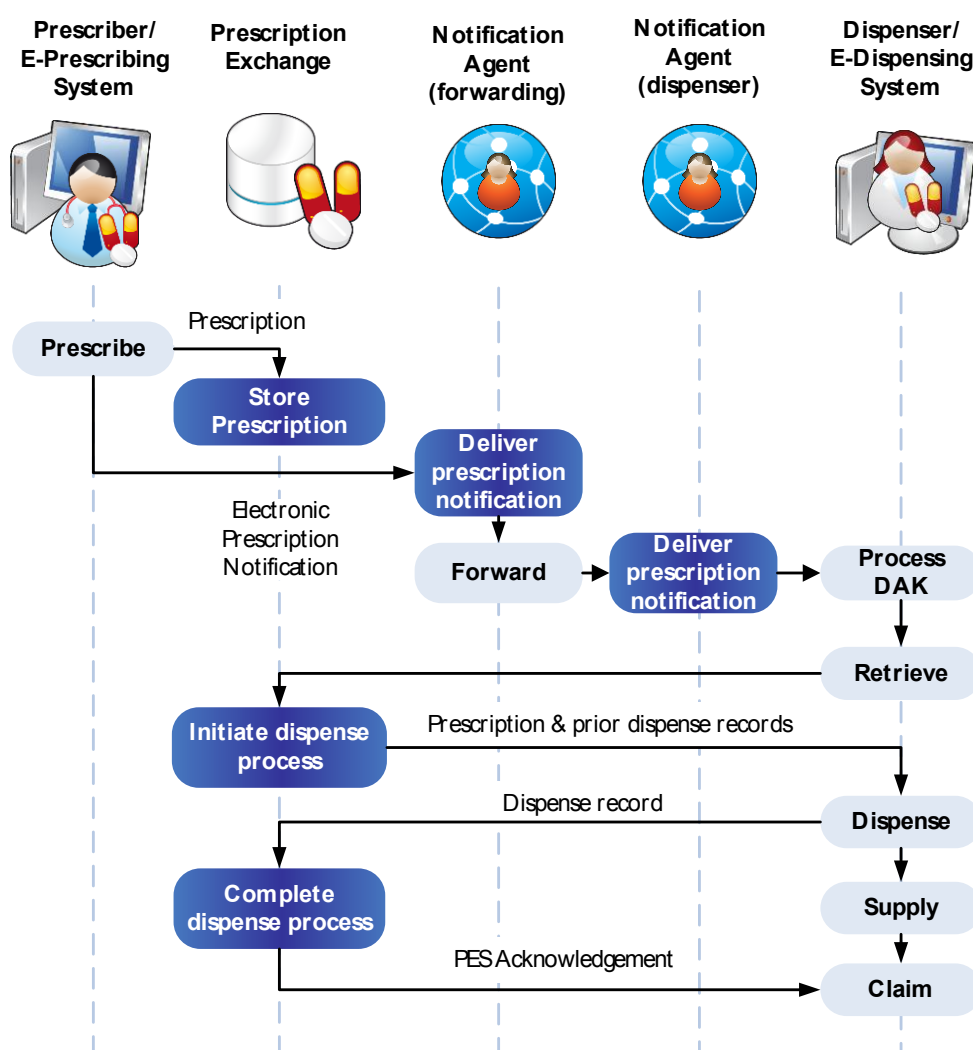 Prescriber/
E-Prescribing
System
Prescription
Exchange
Notification
Agent
(forwarding)
Notification
Agent
(dispenser)
Dispenser/
E-Dispensing
System
Prescription
Prescribe
Store
Prescription
Deliver
prescription
notification
Electronic
Prescription
Notification
Forward
Deliver
prescription
notification
Process
DAK
Retrieve
Initiate dispense
process
Prescription & prior dispense records
Dispense record
Dispense
Complete
dispense process
Supply
PES Acknowledgement
Claim